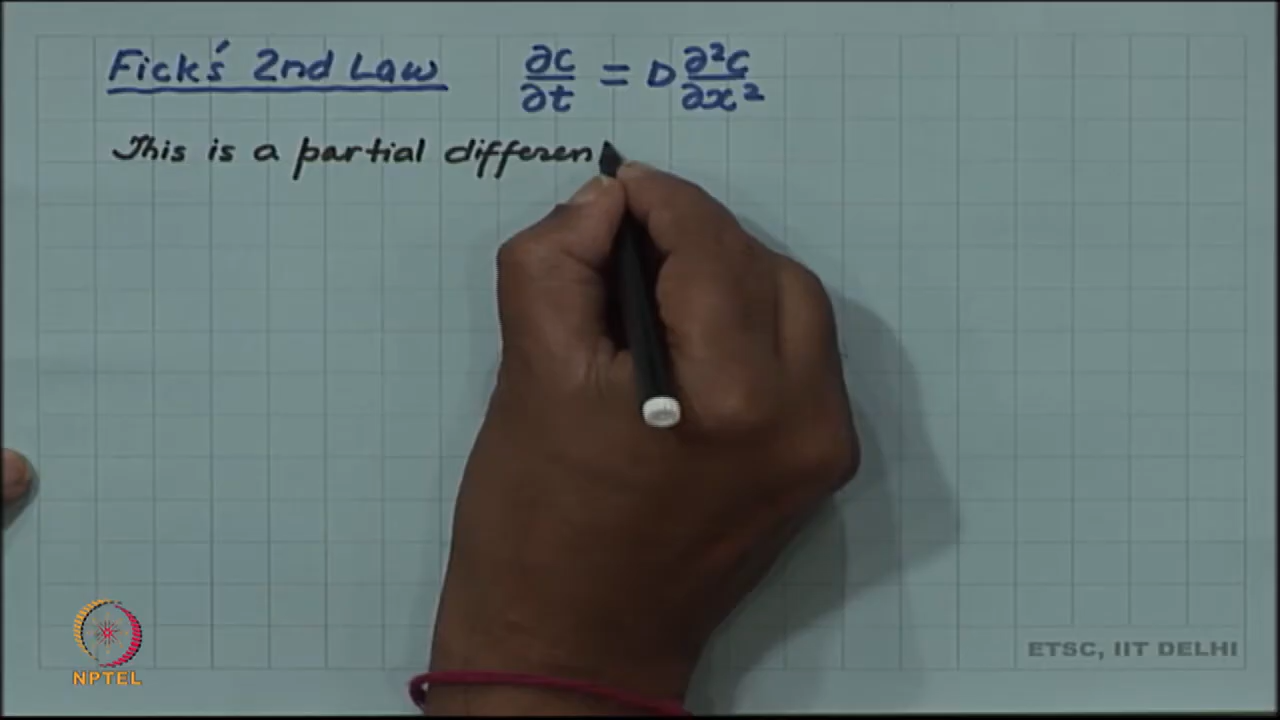 Fick's 2nd Law ∂C/∂t = D ∂²C/∂x²
This is a partial differen
NPTEL
ETSC, IIT DELHI